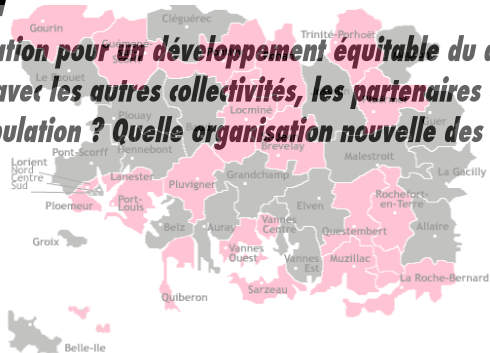 Gourin
Cléguérec
Trinité-Porhoët
ation pour un développement équitable du
Le Faouet
avec les autres collectivités, les partenaires
Locminé
Plouay
pulation ? Quelle organisation nouvelle des
Pont-Scorff
Hennebont
Brevelay
Malestroit
Lorient
Nord
Centre
Sud
Lanester
Pluvigner
Grandchamp
La Gacilly
Ploemeur
Port-
Louis
Elven
Rochefort-
en-Terre
Groix
Belz
Auray
Vannes
Centre
Questembert
Allaire
Vannes
Ouest
Vannes
Est
Muzillac
La Roche-Bernard
Quiberon
Sarzeau
Belle-Ile